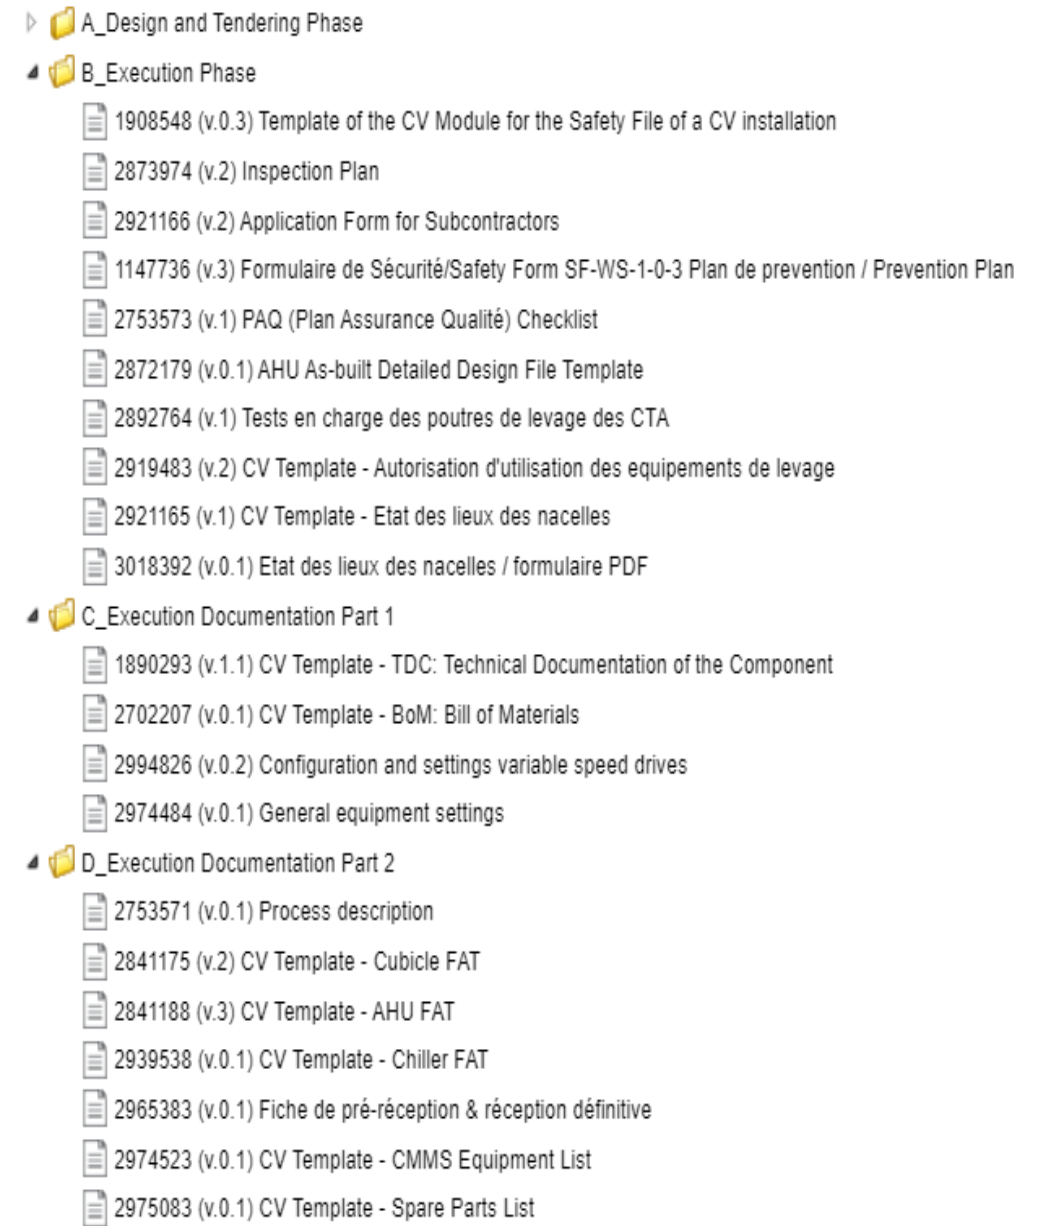 A_Design and Tendering Phase
B_Execution Phase
1908548 (v.0.3) Template of the CV Module for the Safety File of a CV installation
2873974 (v.2) Inspection Plan
2921166 (v.2) Application Form for Subcontractors
1147736 (v.3) Formulaire de Sécurité/Safety Form SF-WS-1-0-3 Plan de prevention / Prevention Plan
2753573 (v.1) PAQ (Plan Assurance Qualité) Checklist
2872179 (v.0.1) AHU As-built Detailed Design File Template
2892764 (v.1) Tests en charge des poutres de levage des CTA
2919483 (v.2) CV Template - Autorisation d'utilisation des equipements de levage
2921165 (v.1) CV Template - Etat des lieux des nacelles
3018392 (v.0.1) Etat des lieux des nacelles / formulaire PDF
C_Execution Documentation Part 1
1890293 (v.1.1) CV Template - TDC: Technical Documentation of the Component
2702207 (v.0.1) CV Template - BoM: Bill of Materials
2994826 (v.0.2) Configuration and settings variable speed drives
2974484 (v.0.1) General equipment settings
D_Execution Documentation Part 2
2753571 (v.0.1) Process description
2841175 (v.2) CV Template - Cubicle FAT
2841188 (v.3) CV Template - AHU FAT
2939538 (v.0.1) CV Template - Chiller FAT
2965383 (v.0.1) Fiche de pré-réception & réception définitive
2974523 (v.0.1) CV Template - CMMS Equipment List
2975083 (v.0.1) CV Template - Spare Parts List